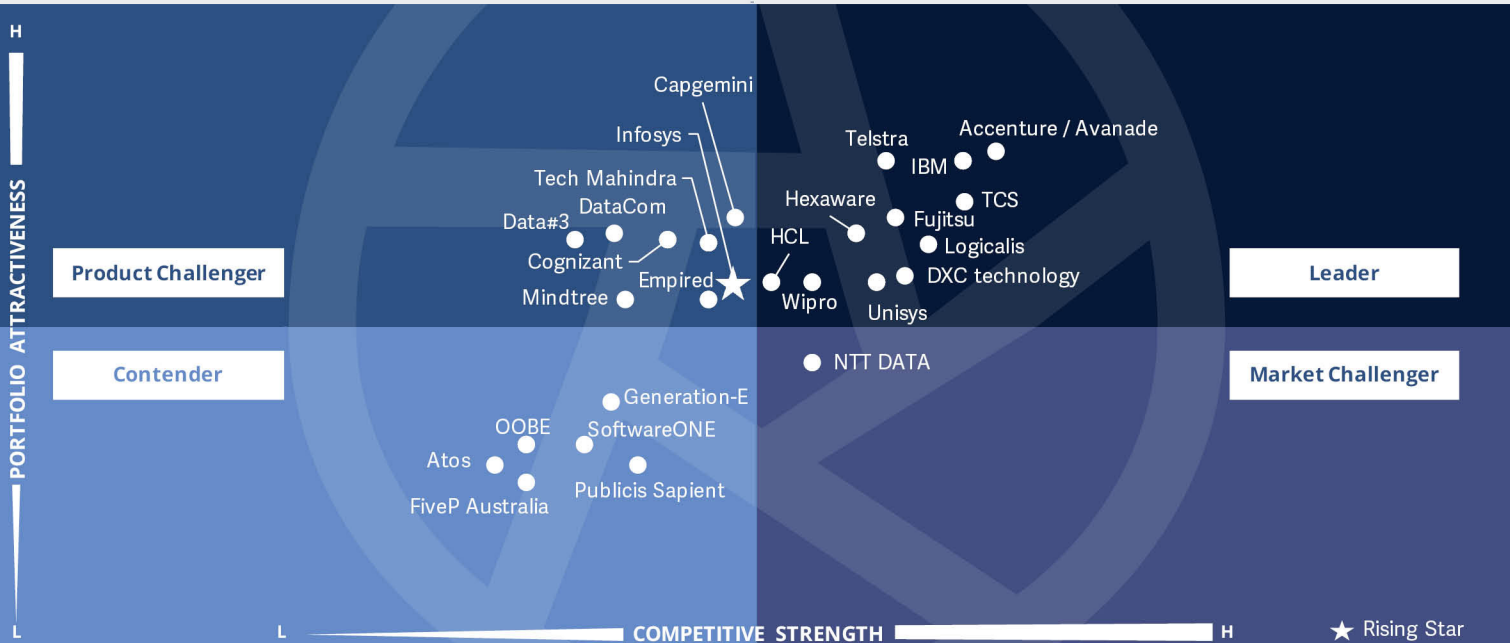 H
Capgemini
Infosys
Telstra
Accenture / Avanade
IBM
Tech Mahindra
DataCom
Data#3
Hexaware
TCS
Fujitsu
HCL
Logicalis
Cognizant
Product Challenger
Empired
DXC technology
Leader
Mindtree
Wipro
Unisys
Contender
NTT DATA
Market Challenger
Generation-E
OOBE
SoftwareONE
Atos
Publicis Sapient
FiveP Australia
PORTFOLIO ATTRACTIVENESS
L
L
COMPETITIVE STRENGTH
H
Rising Star